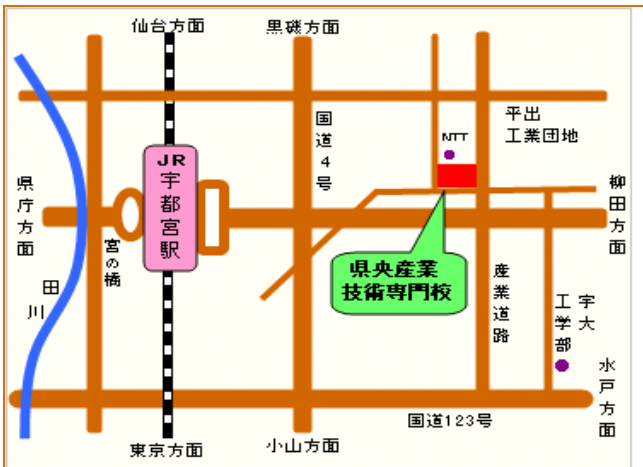 仙台方面
黒磯方面
国道4号
NTT
平出
工業団地
JR
宇都宮駅
県庁方面
柳田方面
宮の橋
田川
県央産業
技術専門校
産業道路
宇大
工学部
水戸方面
国道123号
東京方面
小山方面